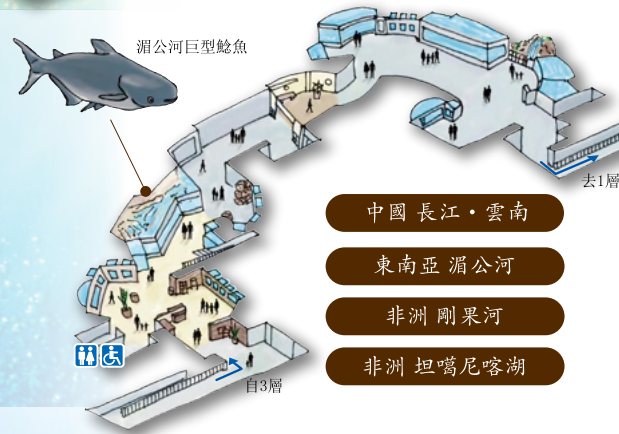 湄公河巨型鯰魚
去1層
中國 長江・雲南
東南亞 湄公河
非洲 剛果河
非洲 坦噶尼喀湖
自3層